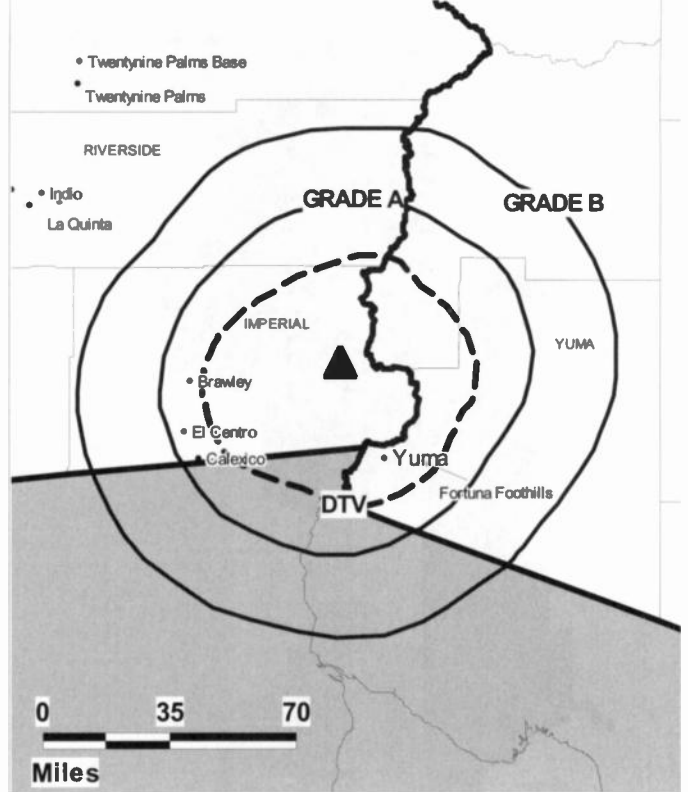 Twentynine Palms Base
Twentynine Palms
RIVERSIDE
Indio
La Quinta
GRADE A
GRADE B
IMPERIAL
YUMA
Brawley
El Centro
Calexico
Yuma
Fortuna Foothills
DTV
0 35 70
Miles